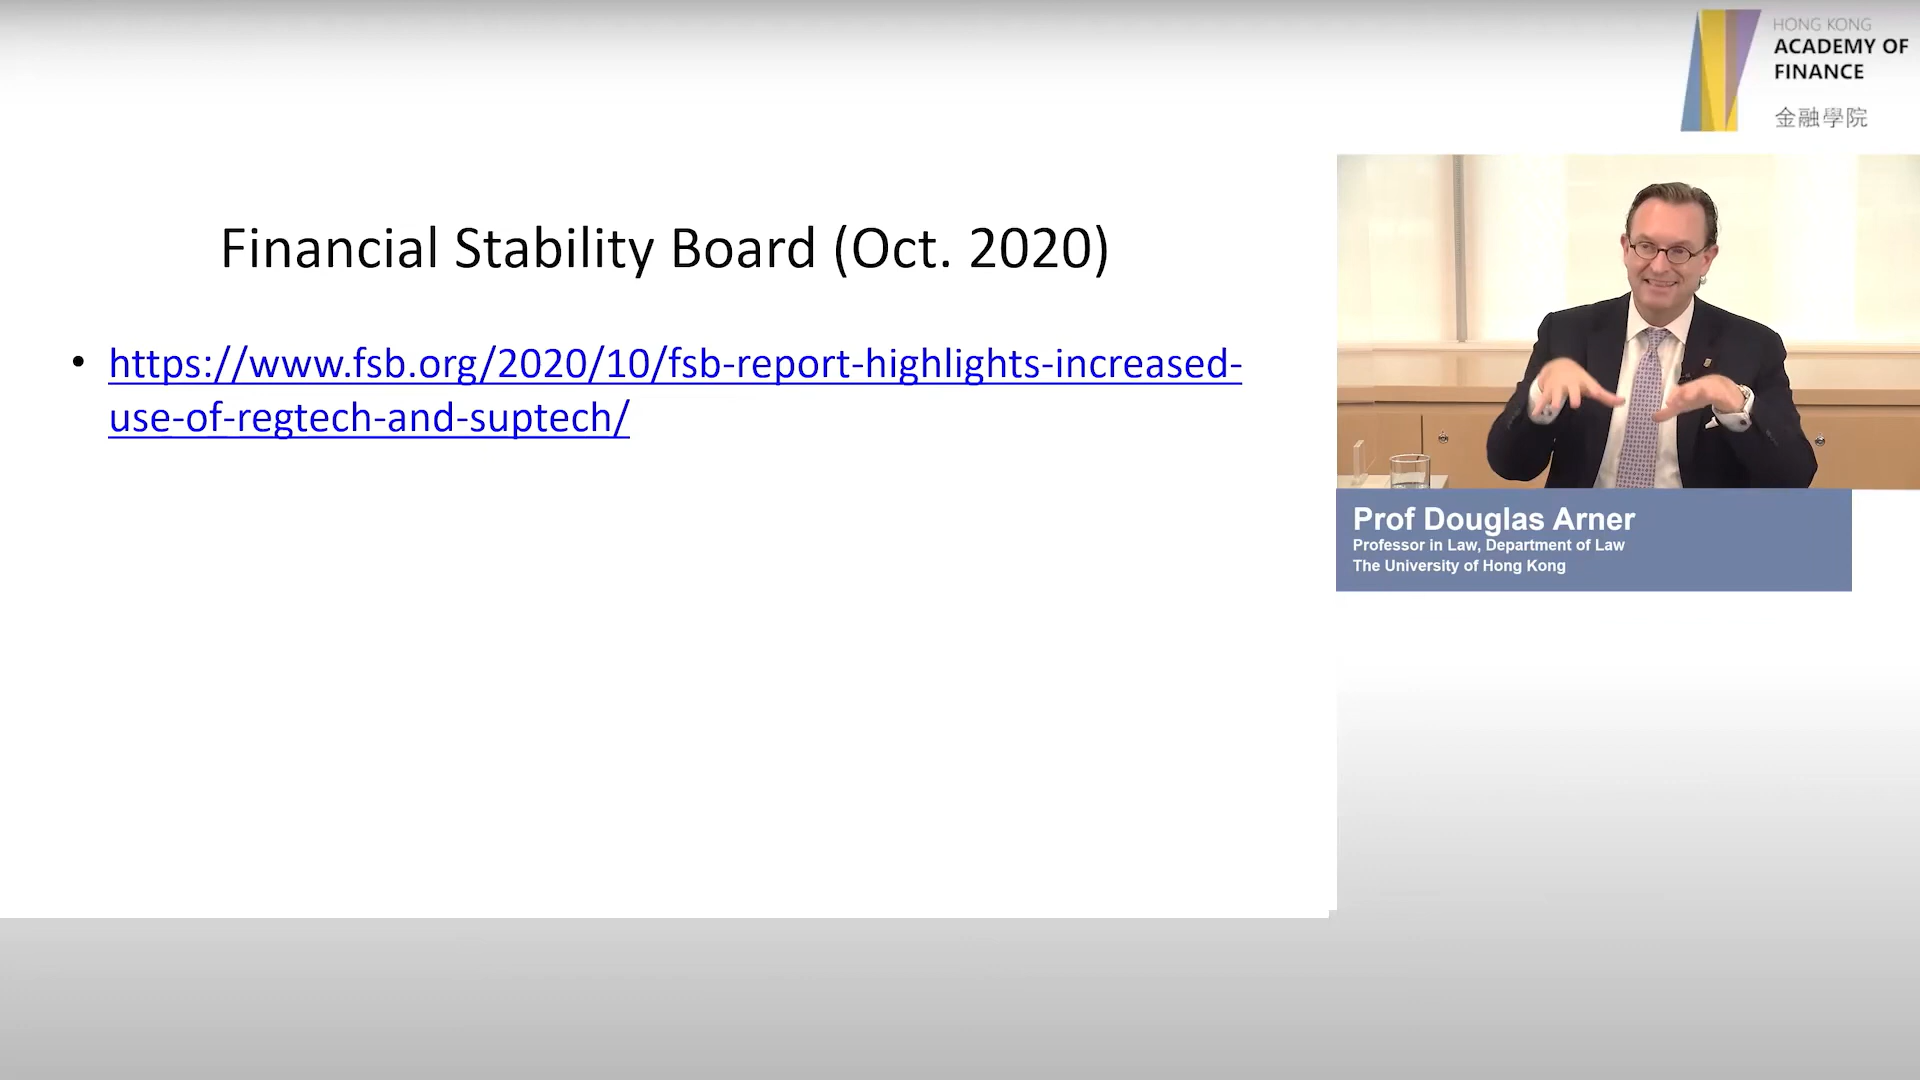 HONG KONG
ACADEMY OF
FINANCE
金融學院
Financial Stability Board (Oct. 2020)
• https://www.fsb.org/2020/10/fsb-report-highlights-increased-
use-of-regtech-and-suptech/
Prof Douglas Arner
Professor in Law, Department of Law
The University of Hong Kong